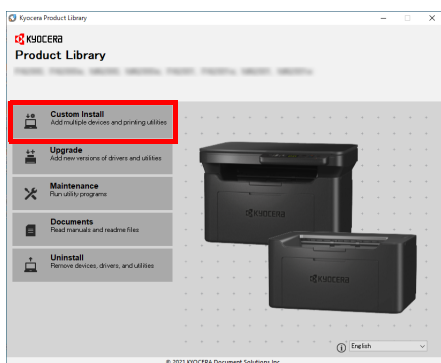 Kyocera Product Library
KYOCERA
Product Library
Custom Install
Add multiple devices and printing utilities
Upgrade
Add new versions of drivers and utilities
Maintenance
Run utility programs
Documents
Read manuals and readme files
Uninstall
Remove devices, drivers, and utilities
KYOCERA
KYOCERA
English
© 2021 KYOCERA Document Solutions Inc.